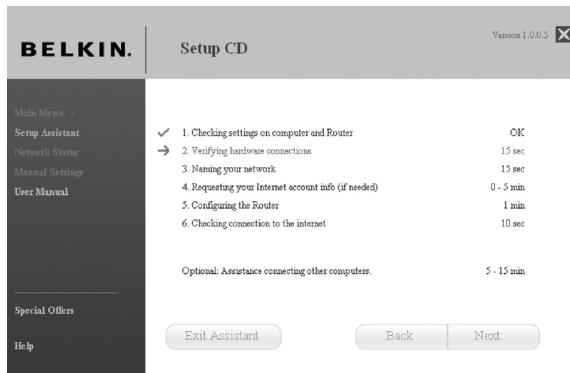 BELKIN.
Setup CD
Version 1.0.0.5
Main Menu >
Setup Assistant
Network Status
Manual Settings
User Manual
Special Offers
Help
1. Checking settings on computer and Router OK
2. Verifying hardware connections 15 sec
3. Naming your network 15 sec
4. Requesting your Internet account info (if needed) 0 - 5 min
5. Configuring the Router 1 min
6. Checking connection to the internet 10 sec
Optional: Assistance connecting other computers. 5 - 15 min
Exit Assistant
Back
Next